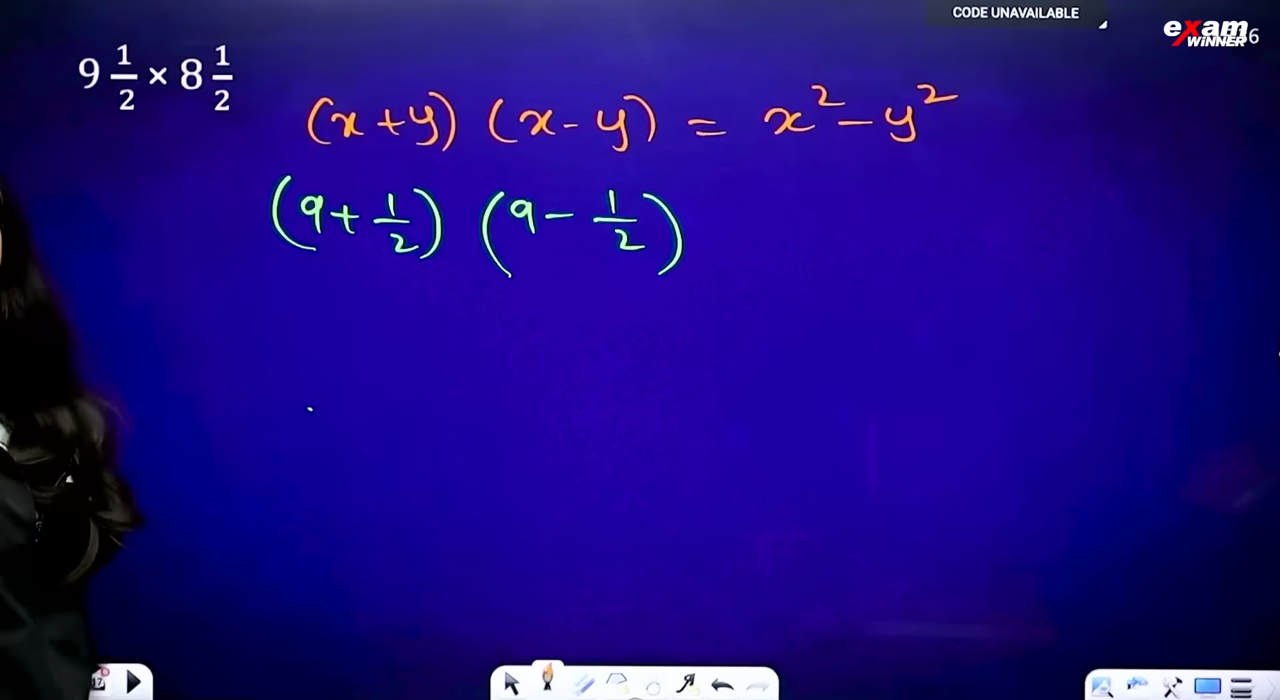 CODE UNAVAILABLE
exam WiNNER
9 1/2 × 8 1/2
(x+y) (x-y) = x² - y²
(9+ 1/2) (9- 1/2)